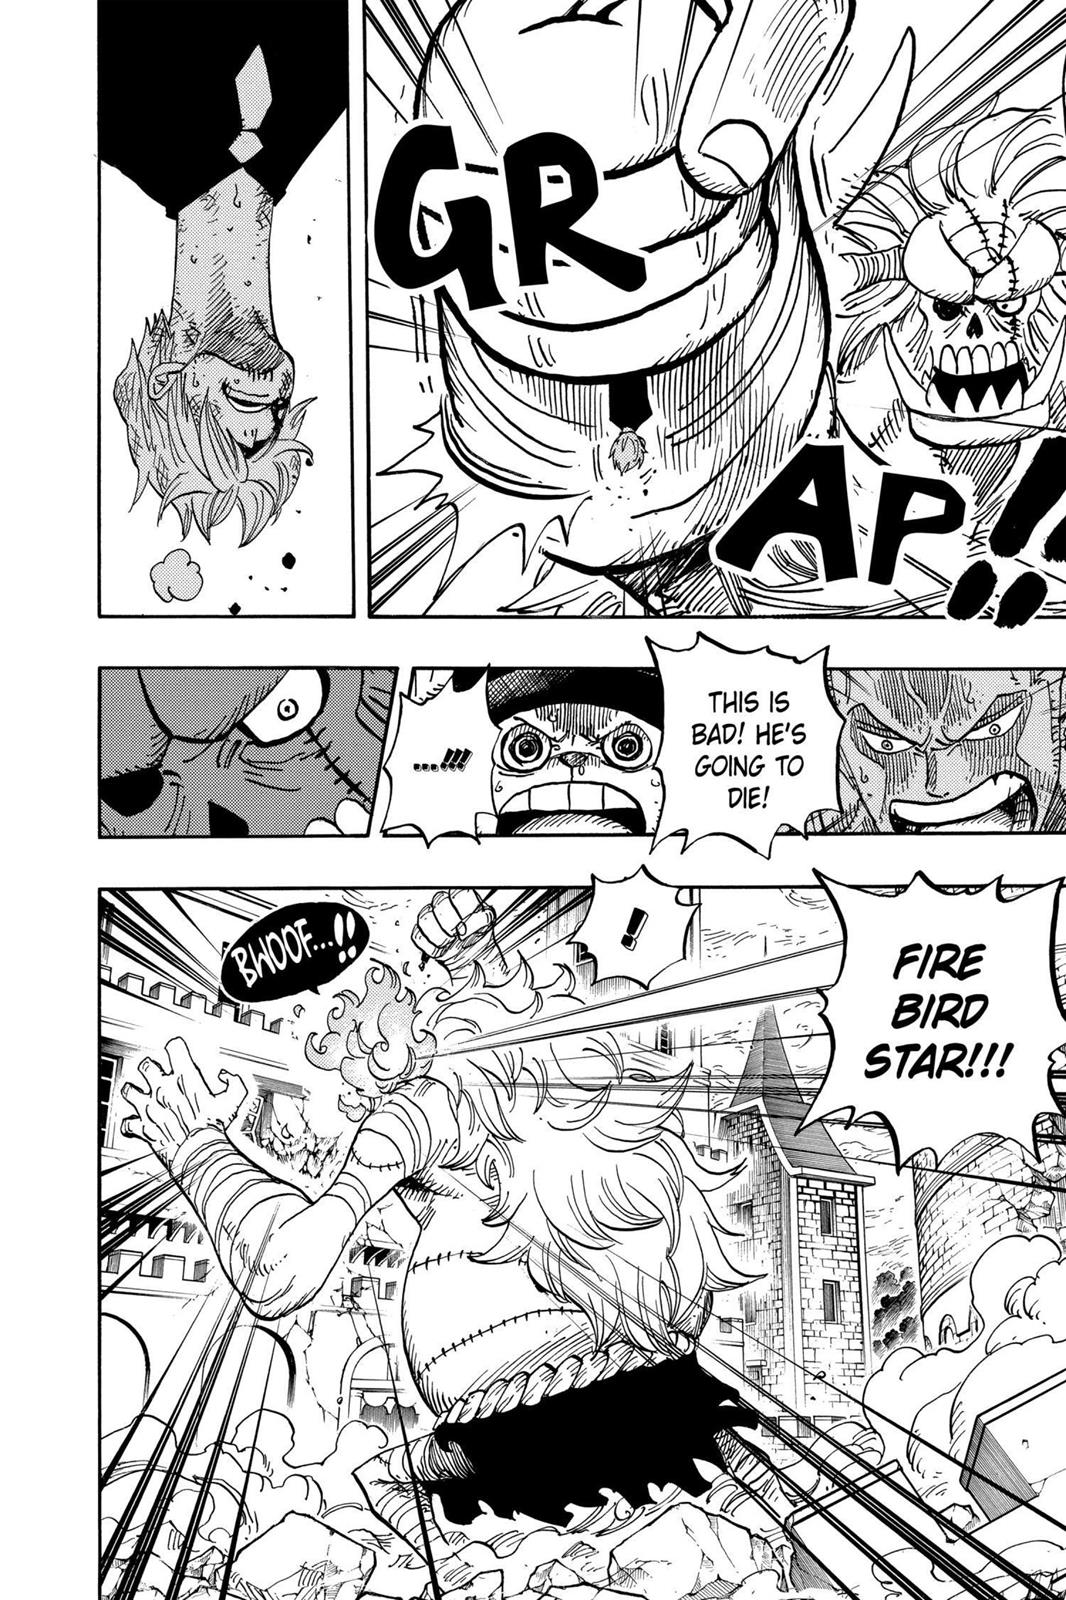 GR
AP!!
THIS IS
BAD! HE'S
GOING TO
DIE!
...!!!
FIRE
BIRD
STAR!!!
!
BWOOF...!!